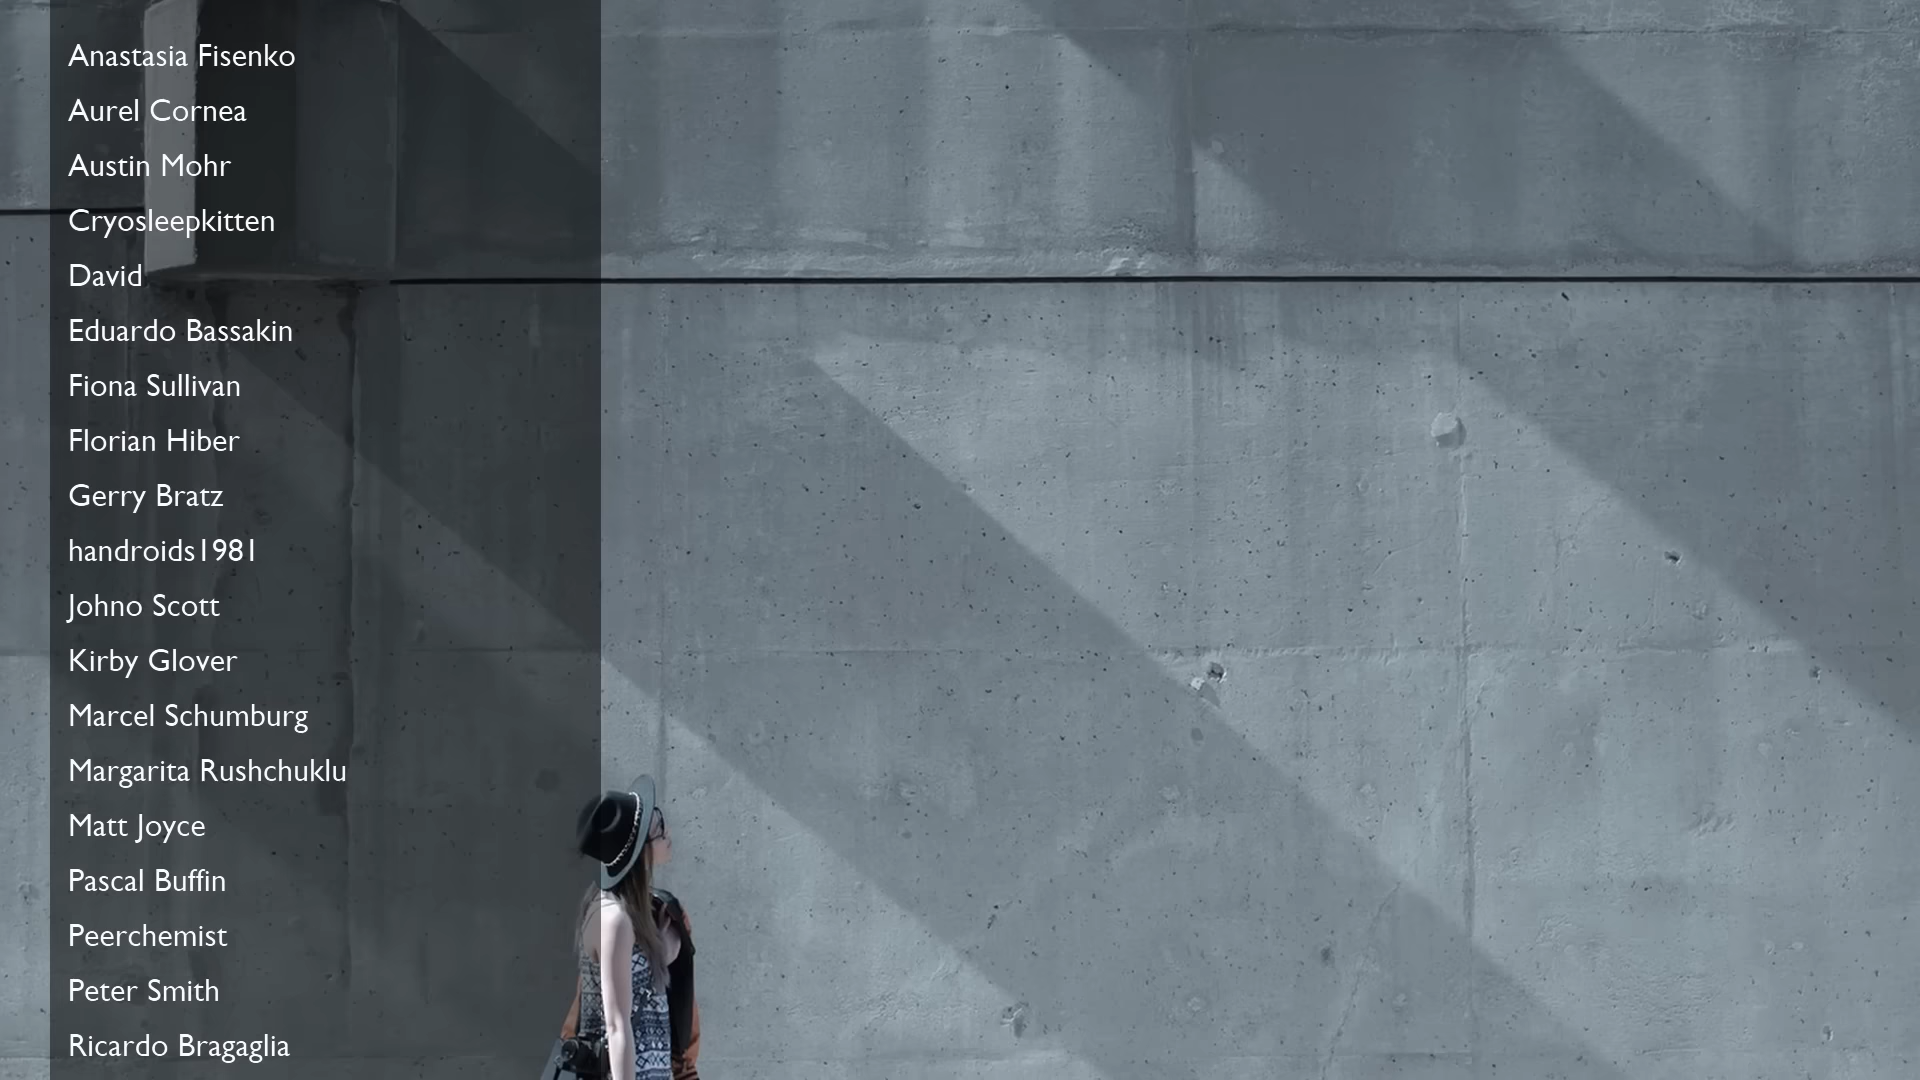 Anastasia Fisenko
Aurel Cornea
Austin Mohr
Cryosleepkitten
David
Eduardo Bassakin
Fiona Sullivan
Florian Hiber
Gerry Bratz
handroids1981
Johno Scott
Kirby Glover
Marcel Schumburg
Margarita Rushchuklu
Matt Joyce
Pascal Buffin
Peerchemist
Peter Smith
Ricardo Bragaglia